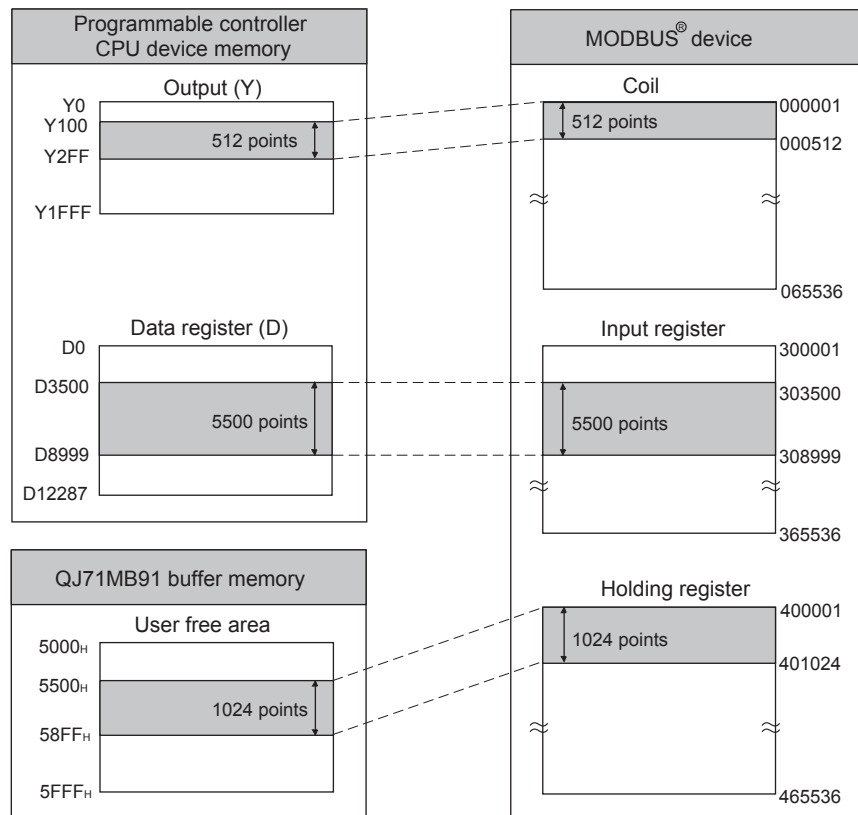 Programmable controller
CPU device memory
Output (Y)
Y0
Y100
512 points
Y2FF
Y1FFF
Data register (D)
D0
D3500
5500 points
D8999
D12287
QJ71MB91 buffer memory
User free area
5000H
5500H
1024 points
58FFH
5FFFH
MODBUS® device
Coil
000001
512 points
000512
065536
Input register
300001
303500
5500 points
308999
365536
Holding register
400001
1024 points
401024
465536